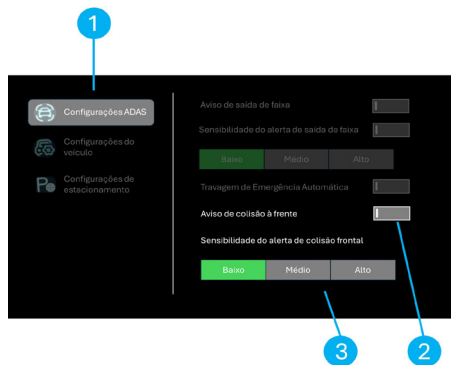 1
Configurações ADAS
Configurações do
veículo
Configurações de
estacionamento
Aviso de saída de faixa
Sensibilidade do alerta de saída de faixa
Baixo
Médio
Alto
Travagem de Emergência Automática
Aviso de colisão à frente
Sensibilidade do alerta de colisão frontal
Baixo
Médio
Alto
3
2